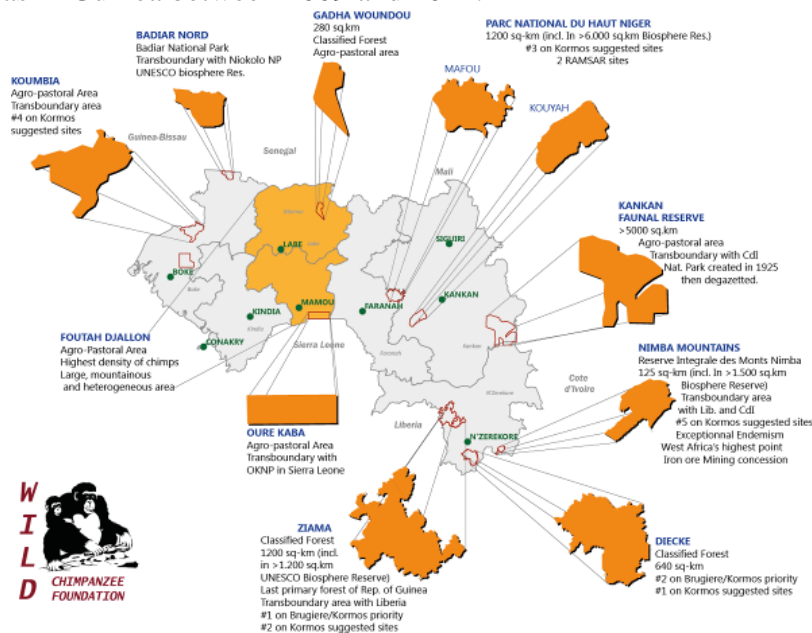 GADHA WOUNDOU
280 sq.km
Classified Forest
Agro-pastoral area
PARC NATIONAL DU HAUT NIGER
1200 sq-km (incl. In >6.000 sq.km Biosphere Res.)
#3 on Kormos suggested sites
2 RAMSAR sites
BADIAR NORD
Badiar National Park
Transboundary with Niokolo NP
UNESCO biosphere Res.
MAFOU
KOUYAH
KOUMBIA
Agro-pastoral Area
Transboundary area
#4 on Kormos
suggested sites
Guinea-Bissau
Senegal
Mali
KANKAN
FAUNAL RESERVE
>5000 sq.km
Agro-pastoral area
Transboundary with CdI
Nat. Park created in 1925
then degazetted.
LABE
SIGUIRI
BOKE
KINDIA
Kindia
MAMOU
FARANAH
Faranah
KANKAN
Kankan
CONAKRY
Sierra Leone
FOUTAH DJALLON
Agro-Pastoral Area
Highest density of chimps
Large, mountainous
and heterogeneous area
NIMBA MOUNTAINS
Reserve Integrale des Monts Nimba
125 sq-km (incl. In >1.500 sq.km
Biosphere Reserve)
Transboundary area
with Lib. and CdI
#5 on Kormos suggested sites
Exceptionnal Endemism
West Africa's highest point
Iron ore Mining concession
Cote
d'Ivoire
N'Zerekore
Liberia
N'ZEREKORE
OURE KABA
Agro-pastoral Area
Transboundary with
OKNP in Sierra Leone
ZIAMA
Classified Forest
1200 sq-km (incl.
in >1.200 sq.km
UNESCO Biosphere Reserve)
Last primary forest of Rep. of Guinea
Transboundary area with Liberia
#1 on Brugiere/Kormos priority
#2 on Kormos suggested sites
DIECKE
Classified Forest
640 sq-km
#2 on Brugiere/Kormos priority
#1 on Kormos suggested sites
WILD
CHIMPANZEE
FOUNDATION